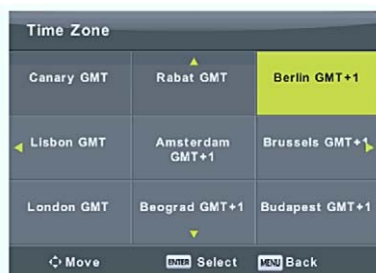 Time Zone
Canary GMT
Rabat GMT
Berlin GMT+1
Lisbon GMT
Amsterdam
GMT+1
Brussels GMT+1
London GMT
Beograd GMT+1
Budapest GMT+1
Move
ENTER Select
MENU Back